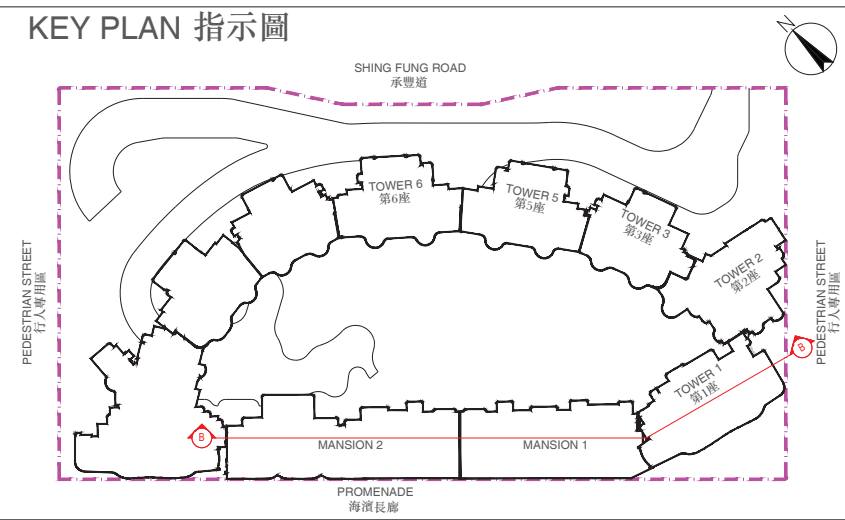 KEY PLAN 指示圖
N
SHING FUNG ROAD
承豐道
TOWER 6
第6座
TOWER 5
第5座
TOWER 3
第3座
TOWER 2
第2座
PEDESTRIAN STREET
行人專用區
PEDESTRIAN STREET
行人專用區
B
TOWER 1
第1座
B
MANSION 2
MANSION 1
PROMENADE
海濱長廊